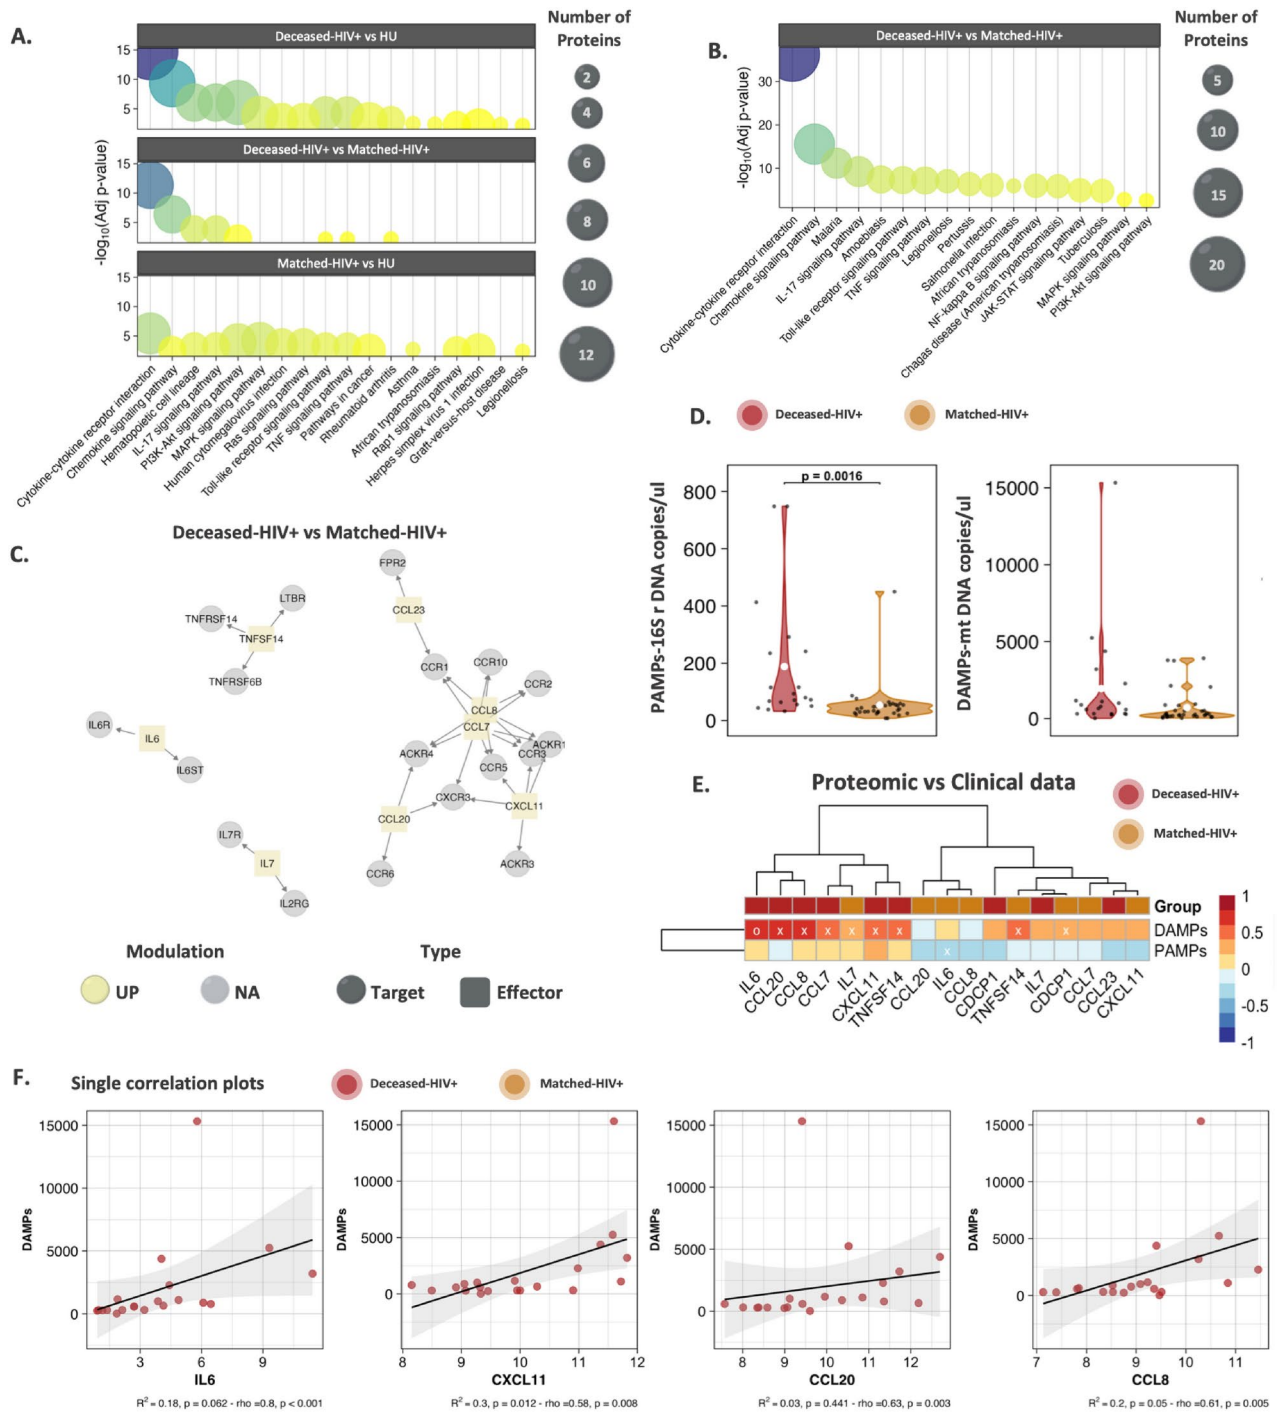 A.
Deceased-HIV+ vs HU
15
10
5
Deceased-HIV+ vs Matched-HIV+
15
10
5
Matched-HIV+ vs HU
15
10
5
-log10(Adj p-value)
Cytokine-cytokine receptor interaction
Chemokine signaling pathway
Hematopoetic cell lineage
IL-17 signaling pathway
PI3K-Akt signaling pathway
MAPK signaling pathway
Human cytomegalovirus infection
Ras signaling pathway
Toll-like receptor signaling pathway
TNF signaling pathway
Pathways in cancer
Rheumatoid arthritis
Asthma
African trypanosomiasis
Rap1 signaling pathway
Herpes simplex virus 1 infection
Graft-versus-host disease
Legionellosis
Number of
Proteins
2
4
6
8
10
12
B.
Deceased-HIV+ vs Matched-HIV+
30
20
10
-log10(Adj p-value)
Cytokine-cytokine receptor interaction
Chemokine signaling pathway
Malaria
IL-17 signaling pathway
Amoebiasis
Toll-like receptor signaling pathway
TNF signaling pathway
Legionellosis
Pertussis
Salmonella infection
African trypanosomiasis
NF-kappa B signaling pathway
Chagas disease (American trypanosomiasis)
JAK-STAT signaling pathway
Tuberculosis
MAPK signaling pathway
PI3K-Akt signaling pathway
Number of
Proteins
5
10
15
20
C.
Deceased-HIV+ vs Matched-HIV+
FPR2
LTBR
TNFRSF14
CCL23
TNFSF14
CCR1
CCR10
TNFRSF6B
CCR2
CCL8
IL6R
CCL7
IL6
ACKR4
CCR3
ACKR1
IL6ST
CCR5
CXCR3
CXCL11
CCL20
IL7R
IL7
CCR6
ACKR3
IL2RG
Modulation
Type
UP
NA
Target
Effector
D.
Deceased-HIV+
Matched-HIV+
PAMPs-16S r DNA copies/ul
800
600
400
200
0
p = 0.0016
DAMPs-mt DNA copies/ul
15000
10000
5000
0
E.
Proteomic vs Clinical data
Deceased-HIV+
Matched-HIV+
Group
DAMPs
o x x x x x x x x
PAMPs
x
IL6
CCL20
CCL8
CCL7
IL7
CXCL11
TNFSF14
CCL20
IL6
CCL8
CDCP1
TNFSF14
IL7
CDCP1
CCL7
CCL23
CXCL11
1
0.5
0
-0.5
-1
F.
Single correlation plots
Deceased-HIV+
Matched-HIV+
DAMPs
15000
10000
5000
0
3 6 9
IL6
R2 = 0.18, p = 0.062 - rho =0.8, p < 0.001
DAMPs
15000
10000
5000
0
8 9 10 11 12
CXCL11
R2 = 0.3, p = 0.012 - rho =0.58, p = 0.008
DAMPs
15000
10000
5000
0
8 9 10 11 12
CCL20
R2 = 0.03, p = 0.441 - rho =0.63, p = 0.003
DAMPs
15000
10000
5000
0
7 8 9 10 11
CCL8
R2 = 0.2, p = 0.05 - rho =0.61, p = 0.005